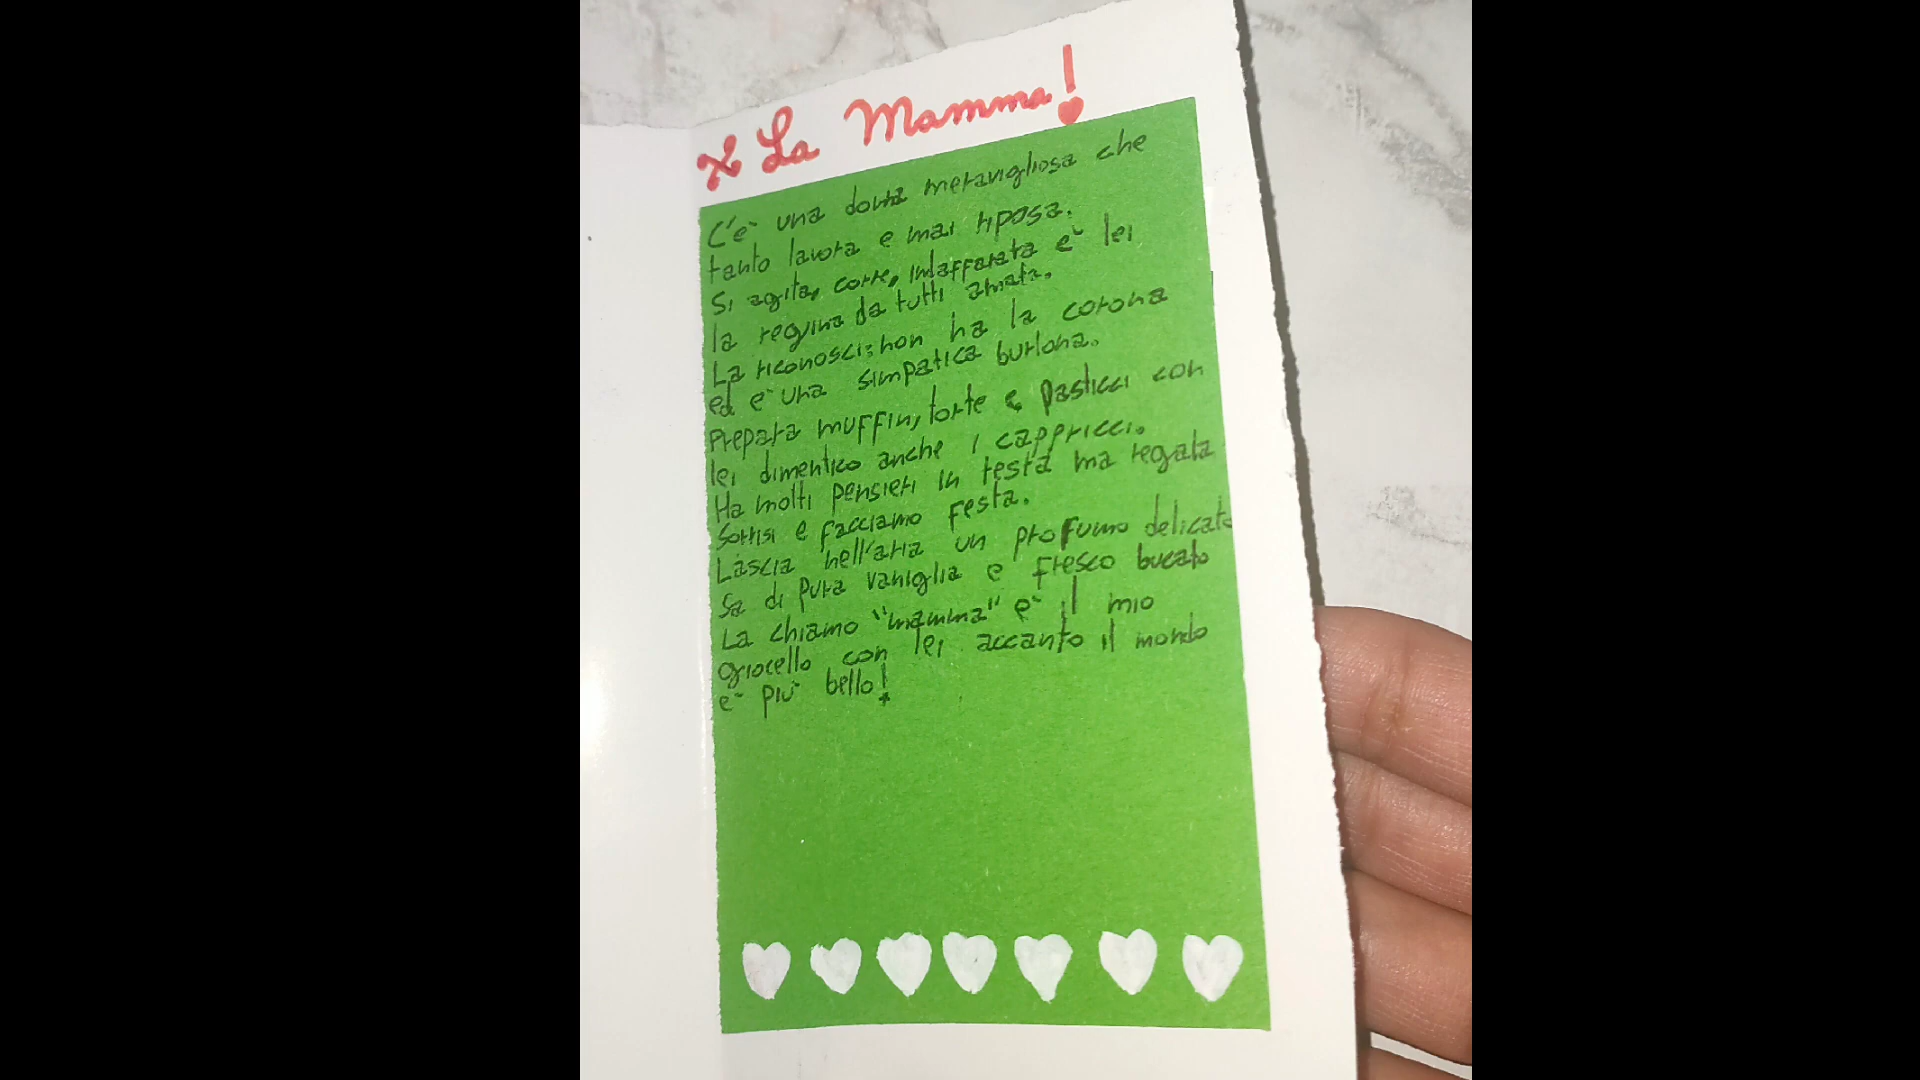 X La Mamma!
C'è una donna meravigliosa che
tanto lavora e mai riposa.
Si agita, corre, indaffarata è lei
la regina da tutti amata.
La riconosci: non ha la corona
ed è una simpatica burlona.
Prepara muffin, torte e pasticci con
lei dimentico anche i cappricci.
Ha molti pensieri in testa ma regala
sorrisi e facciamo festa.
Lascia nell'aria un profumo delicato
Sa di pura vaniglia e fresco bucato
La chiamo "mamma" è il mio
giocello con lei accanto il mondo
è più bello!